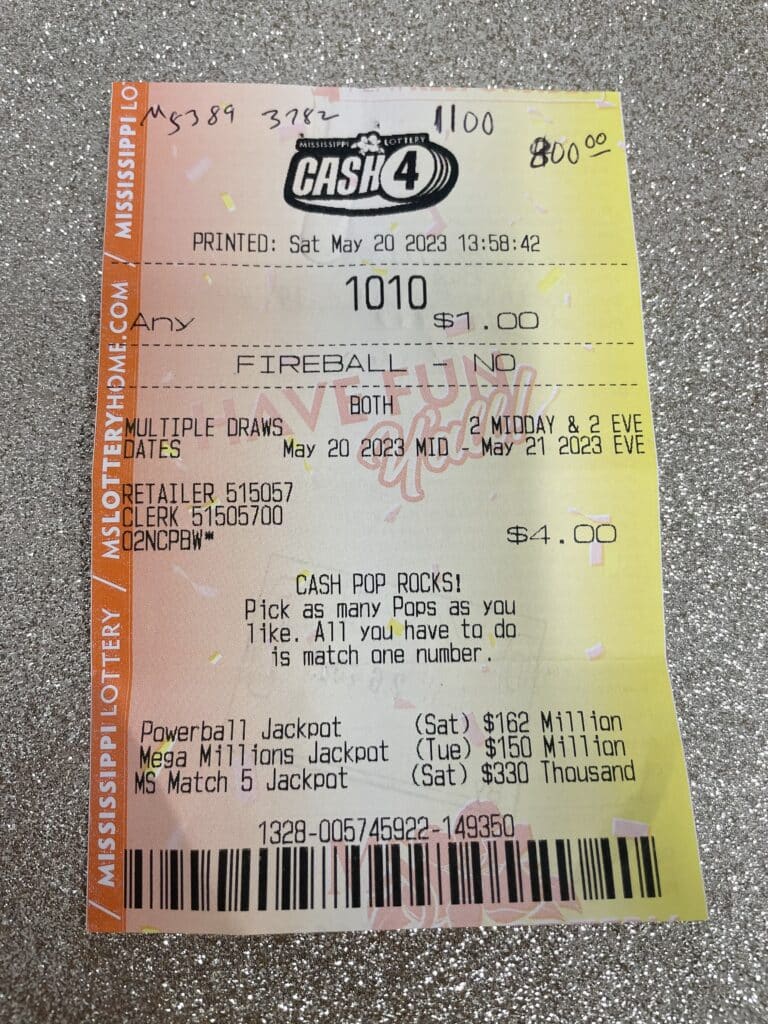 3782 1100
800 00
MISSISSIPPI LOTTERY
CASH 4
PRINTED: Sat May 20 2023 13:58:42
1010
Any $1.00
FIREBALL - NO
HAVE FUN
Y'all!
BOTH
MULTIPLE DRAWS 2 MIDDAY & 2 EVE
DATES May 20 2023 MID - May 21 2023 EVE
RETAILER 515057
CLERK 51505700
02NCPBW* $4.00
CASH POP ROCKS!
Pick as many Pops as you
like. All you have to do
is match one number.
Powerball Jackpot (Sat) $162 Million
Mega Millions Jackpot (Tue) $150 Million
MS Match 5 Jackpot (Sat) $330 Thousand
1328-005745922-149350
/ MISSISSIPPI LOTTERY / MSLOTTERYHOME.COM / MISSISSIPPI LO